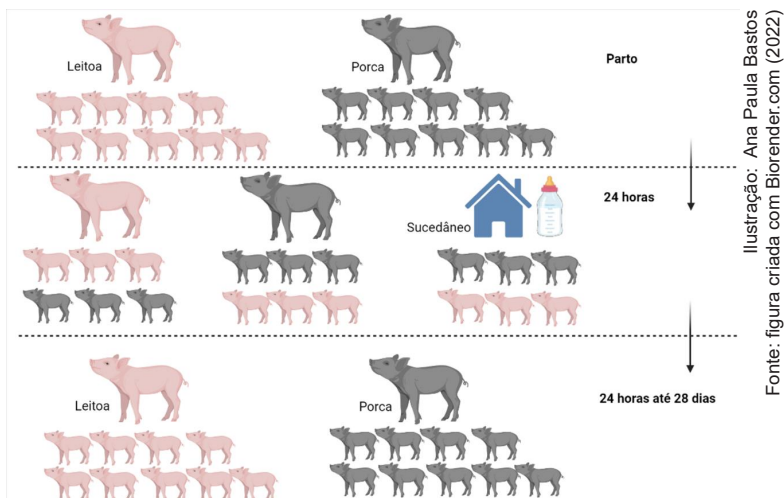 Leitoa
Porca
Parto
24 horas
Sucedâneo
Leitoa
Porca
24 horas até 28 dias
Ilustração: Ana Paula Bastos
Fonte: figura criada com Biorender.com (2022)